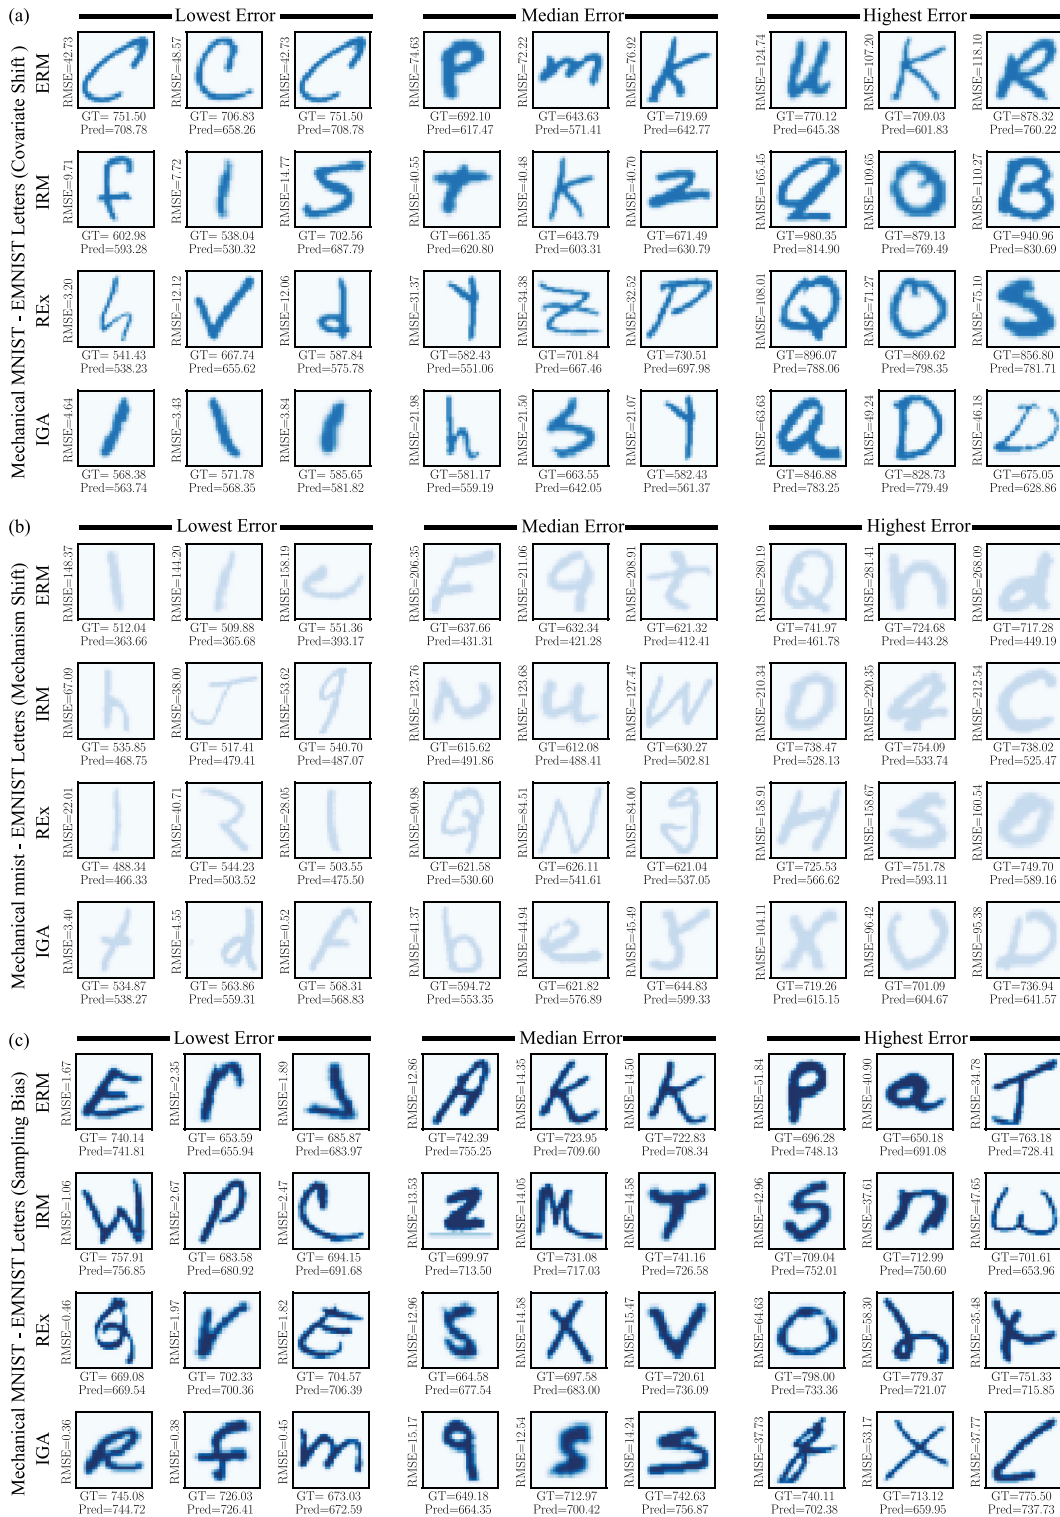 (a) Lowest Error Median Error Highest Error
Mechanical MNIST - EMNIST Letters (Covariate Shift )
ERM
RMSE=42.73 C RMSE=48.57 C RMSE=42.73 C RMSE=74.63 P RMSE=72.22 m RMSE=76.92 K RMSE=124.74 u RMSE=107.20 K RMSE=118.10 R
GT= 751.50 GT= 706.83 GT= 751.50 GT=692.10 GT=643.63 GT=719.69 GT=770.12 GT=709.03 GT=878.32
Pred=708.78 Pred=658.26 Pred=708.78 Pred=617.47 Pred=571.41 Pred=642.77 Pred=645.38 Pred=601.83 Pred=760.22
IRM
RMSE=9.71 f RMSE=7.72 l RMSE=14.77 S RMSE=40.55 t RMSE=40.48 k RMSE=40.70 z RMSE=165.45 Q RMSE=109.65 O RMSE=110.27 B
GT= 602.98 GT= 538.04 GT= 702.56 GT=661.35 GT=643.79 GT=671.49 GT=980.35 GT=879.13 GT=940.96
Pred=593.28 Pred=530.32 Pred=687.79 Pred=620.80 Pred=603.31 Pred=630.79 Pred=814.90 Pred=769.49 Pred=830.69
REx
RMSE=3.20 h RMSE=12.12 V RMSE=12.06 d RMSE=31.37 Y RMSE=34.38 Z RMSE=32.52 P RMSE=108.01 Q RMSE=71.27 O RMSE=75.10 S
GT= 541.43 GT= 667.74 GT= 587.84 GT=582.43 GT=701.84 GT=730.51 GT=896.07 GT=869.62 GT=856.80
Pred=538.23 Pred=655.62 Pred=575.78 Pred=551.06 Pred=667.46 Pred=697.98 Pred=788.06 Pred=798.35 Pred=781.71
IGA
RMSE=4.64 l RMSE=3.43 l RMSE=3.84 l RMSE=21.98 h RMSE=21.50 S RMSE=21.07 Y RMSE=63.63 a RMSE=49.24 D RMSE=46.18 D
GT= 568.38 GT= 571.78 GT= 585.65 GT=581.17 GT=663.55 GT=582.43 GT=846.88 GT=828.73 GT=675.05
Pred=563.74 Pred=568.35 Pred=581.82 Pred=559.19 Pred=642.05 Pred=561.37 Pred=783.25 Pred=779.49 Pred=628.86
(b) Lowest Error Median Error Highest Error
Mechanical mnist - EMNIST Letters (Mechanism Shift)
ERM
RMSE=148.37 l RMSE=144.20 l RMSE=158.19 e RMSE=206.35 F RMSE=211.06 q RMSE=208.91 t RMSE=280.19 Q RMSE=281.41 n RMSE=268.09 d
GT= 512.04 GT= 509.88 GT= 551.36 GT=637.66 GT=632.34 GT=621.32 GT=741.97 GT=724.68 GT=717.28
Pred=363.66 Pred=365.68 Pred=393.17 Pred=431.31 Pred=421.28 Pred=412.41 Pred=461.78 Pred=443.28 Pred=449.19
IRM
RMSE=67.09 h RMSE=38.00 J RMSE=53.62 g RMSE=123.76 N RMSE=123.68 u RMSE=127.47 W RMSE=210.34 O RMSE=220.35 a RMSE=212.54 C
GT= 535.85 GT= 517.41 GT= 540.70 GT=615.62 GT=612.08 GT=630.27 GT=738.47 GT=754.09 GT=738.02
Pred=468.75 Pred=479.41 Pred=487.07 Pred=491.86 Pred=488.41 Pred=502.81 Pred=528.13 Pred=533.74 Pred=525.47
REx
RMSE=22.01 l RMSE=40.71 R RMSE=28.05 l RMSE=90.98 Q RMSE=84.51 N RMSE=84.00 g RMSE=158.91 H RMSE=158.67 S RMSE=160.54 O
GT= 488.34 GT= 544.23 GT= 503.55 GT=621.58 GT=626.11 GT=621.04 GT=725.53 GT=751.78 GT=749.70
Pred=466.33 Pred=503.52 Pred=475.50 Pred=530.60 Pred=541.61 Pred=537.05 Pred=566.62 Pred=593.11 Pred=589.16
IGA
RMSE=3.40 t RMSE=4.55 d RMSE=0.52 f RMSE=41.37 b RMSE=44.94 e RMSE=45.49 RMSE=104.11 X RMSE=96.42 U RMSE=95.38 D
GT= 534.87 GT= 563.86 GT= 568.31 GT=594.72 GT=621.82 GT=644.83 GT=719.26 GT=701.09 GT=736.94
Pred=538.27 Pred=559.31 Pred=568.83 Pred=553.35 Pred=576.89 Pred=599.33 Pred=615.15 Pred=604.67 Pred=641.57
(c) Lowest Error Median Error Highest Error
Mechanical MNIST - EMNIST Letters (Sampling Bias)
ERM
RMSE=1.67 E RMSE=2.35 r RMSE=1.89 RMSE=12.86 A RMSE=14.35 K RMSE=14.50 K RMSE=51.84 P RMSE=40.90 a RMSE=34.78 J
GT= 740.14 GT= 653.59 GT= 685.87 GT=742.39 GT=723.95 GT=722.83 GT=696.28 GT=650.18 GT=763.18
Pred=741.81 Pred=655.94 Pred=683.97 Pred=755.25 Pred=709.60 Pred=708.34 Pred=748.13 Pred=691.08 Pred=728.41
IRM
RMSE=1.06 W RMSE=2.67 P RMSE=2.47 C RMSE=13.53 Z RMSE=14.05 M RMSE=14.58 T RMSE=42.96 S RMSE=37.61 n RMSE=47.65 W
GT= 757.91 GT= 683.58 GT= 694.15 GT=699.97 GT=731.08 GT=741.16 GT=709.04 GT=712.99 GT=701.61
Pred=756.85 Pred=680.92 Pred=691.68 Pred=713.50 Pred=717.03 Pred=726.58 Pred=752.01 Pred=750.60 Pred=653.96
REx
RMSE=0.46 RMSE=1.97 r RMSE=1.82 E RMSE=12.96 S RMSE=14.58 X RMSE=15.47 V RMSE=64.63 O RMSE=58.30 h RMSE=35.48
GT= 669.08 GT= 702.33 GT= 704.57 GT=664.58 GT=697.58 GT=720.61 GT=798.00 GT=779.37 GT=751.33
Pred=669.54 Pred=700.36 Pred=706.39 Pred=677.54 Pred=683.00 Pred=736.09 Pred=733.36 Pred=721.07 Pred=715.85
IGA
RMSE=0.36 R RMSE=0.38 f RMSE=0.45 m RMSE=15.17 q RMSE=12.54 S RMSE=14.24 S RMSE=37.73 RMSE=53.17 X RMSE=37.77
GT= 745.08 GT= 726.03 GT= 673.03 GT=649.18 GT=712.97 GT=742.63 GT=740.11 GT=713.12 GT=775.50
Pred=744.72 Pred=726.41 Pred=672.59 Pred=664.35 Pred=700.42 Pred=756.87 Pred=702.38 Pred=659.95 Pred=737.73